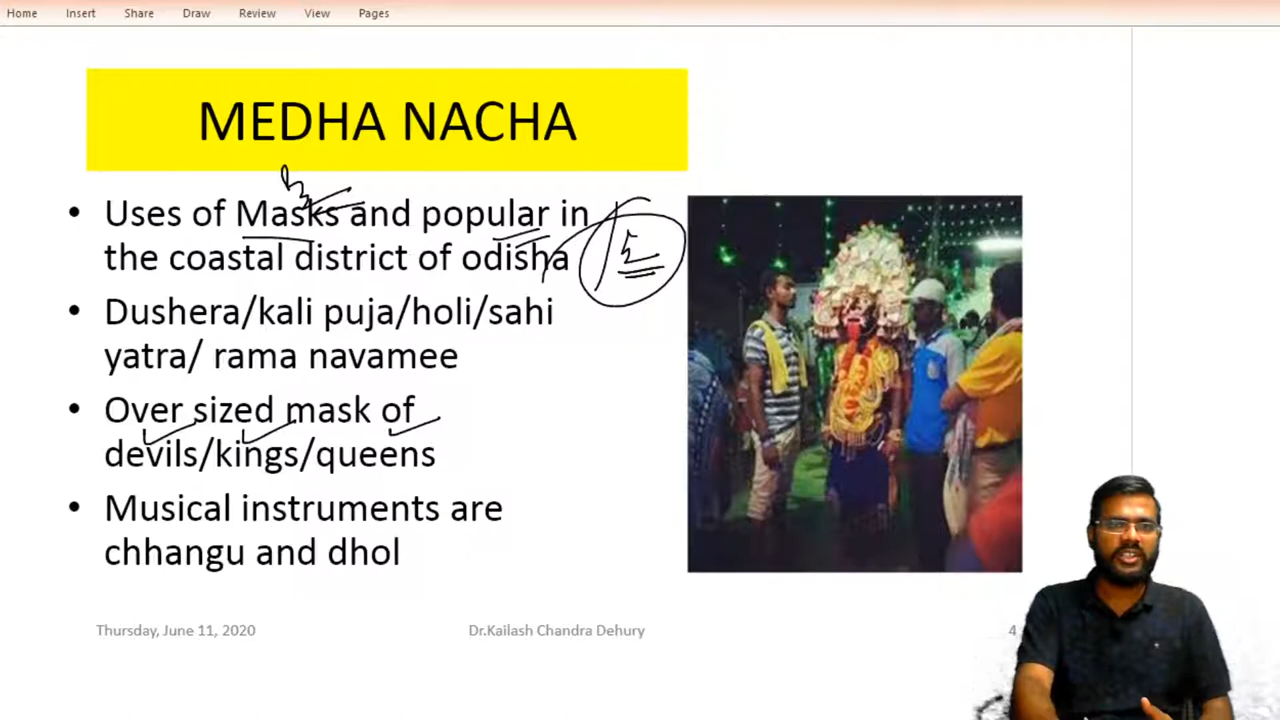 Home Insert Share Draw Review View Pages
MEDHA NACHA
• Uses of Masks and popular in
the coastal district of odisha
• Dushera/kali puja/holi/sahi
yatra/ rama navamee
• Over sized mask of
devils/kings/queens
• Musical instruments are
chhangu and dhol
Thursday, June 11, 2020 Dr.Kailash Chandra Dehury 4